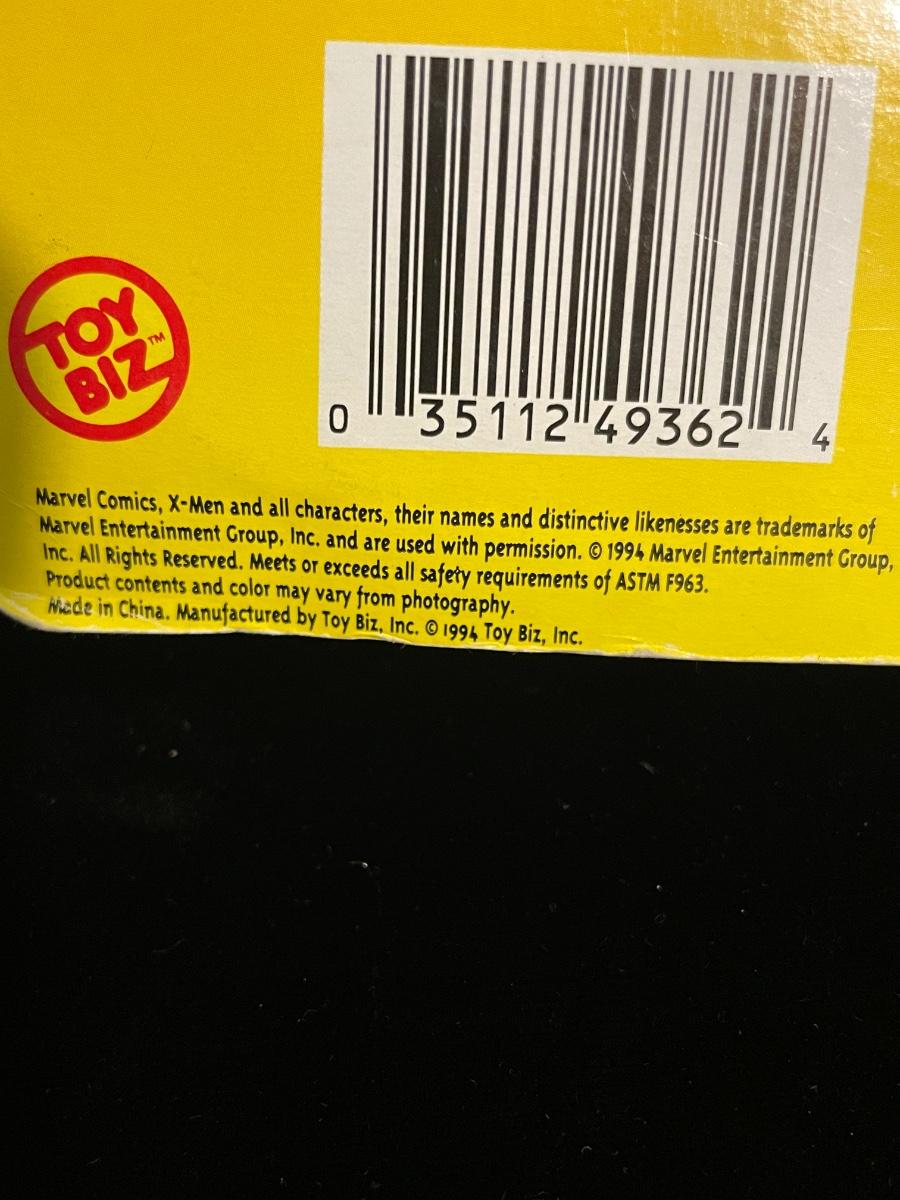 TOY
BIZ™
0 35112 49362 4
Marvel Comics, X-Men and all characters, their names and distinctive likenesses are trademarks of
Marvel Entertainment Group, Inc. and are used with permission. © 1994 Marvel Entertainment Group,
Inc. All Rights Reserved. Meets or exceeds all safety requirements of ASTM F963.
Product contents and color may vary from photography.
Made in China. Manufactured by Toy Biz, Inc. © 1994 Toy Biz, Inc.